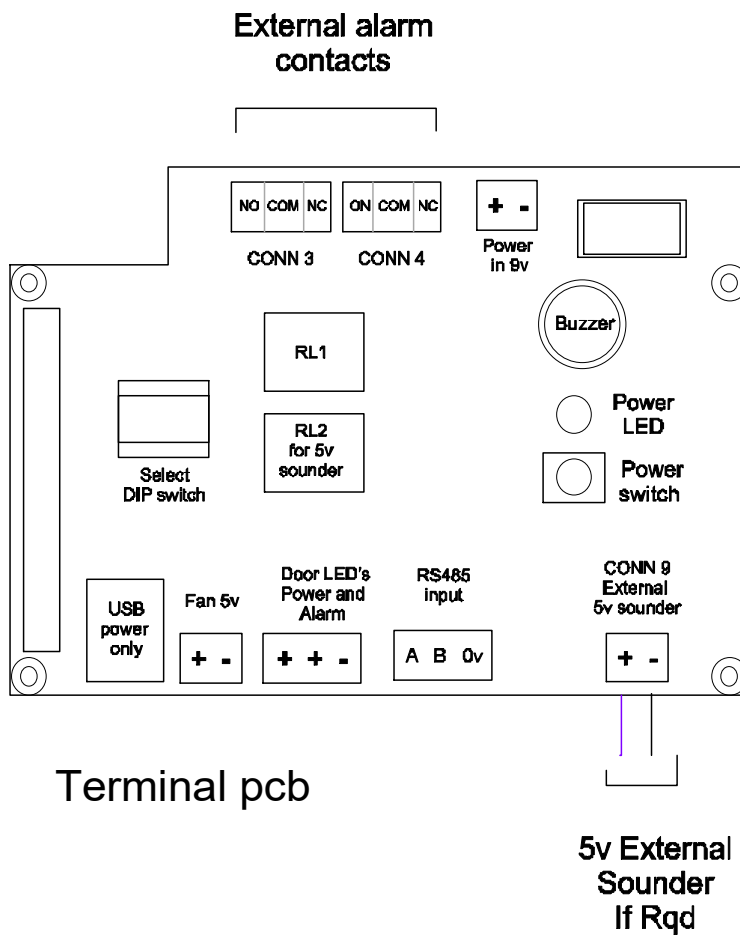 External alarm
contacts
NO COM NC
ON COM NC
+ -
CONN 3
CONN 4
Power
in 9v
Buzzer
RL1
Power
LED
RL2
for 5v
sounder
Select
DIP switch
Power
switch
USB
power
only
Fan 5v
+ -
Door LED's
Power and
Alarm
+ + -
RS485
input
A B 0v
CONN 9
External
5v sounder
+ -
Terminal pcb
5v External
Sounder
If Rqd